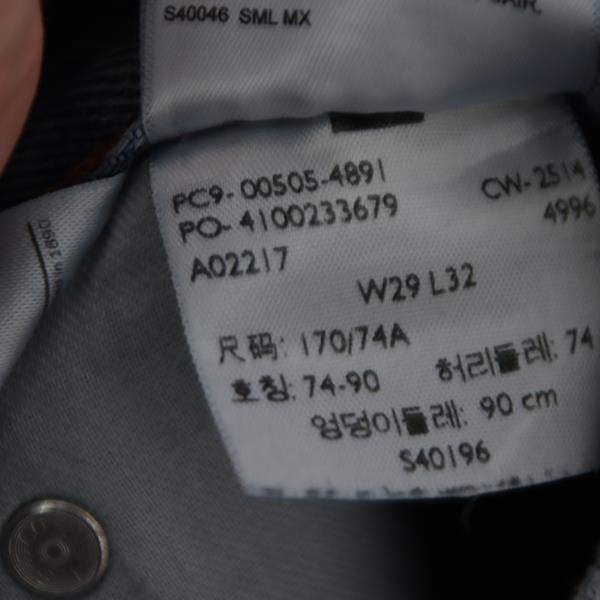 S40046 SML MX
PC9- 00505-4891
CW-2514
PO- 4100233679
4996
A02217
W29 L32
尺码: 170/74A
호칭: 74-90
허리둘레: 74
엉덩이둘레: 90 cm
S40196